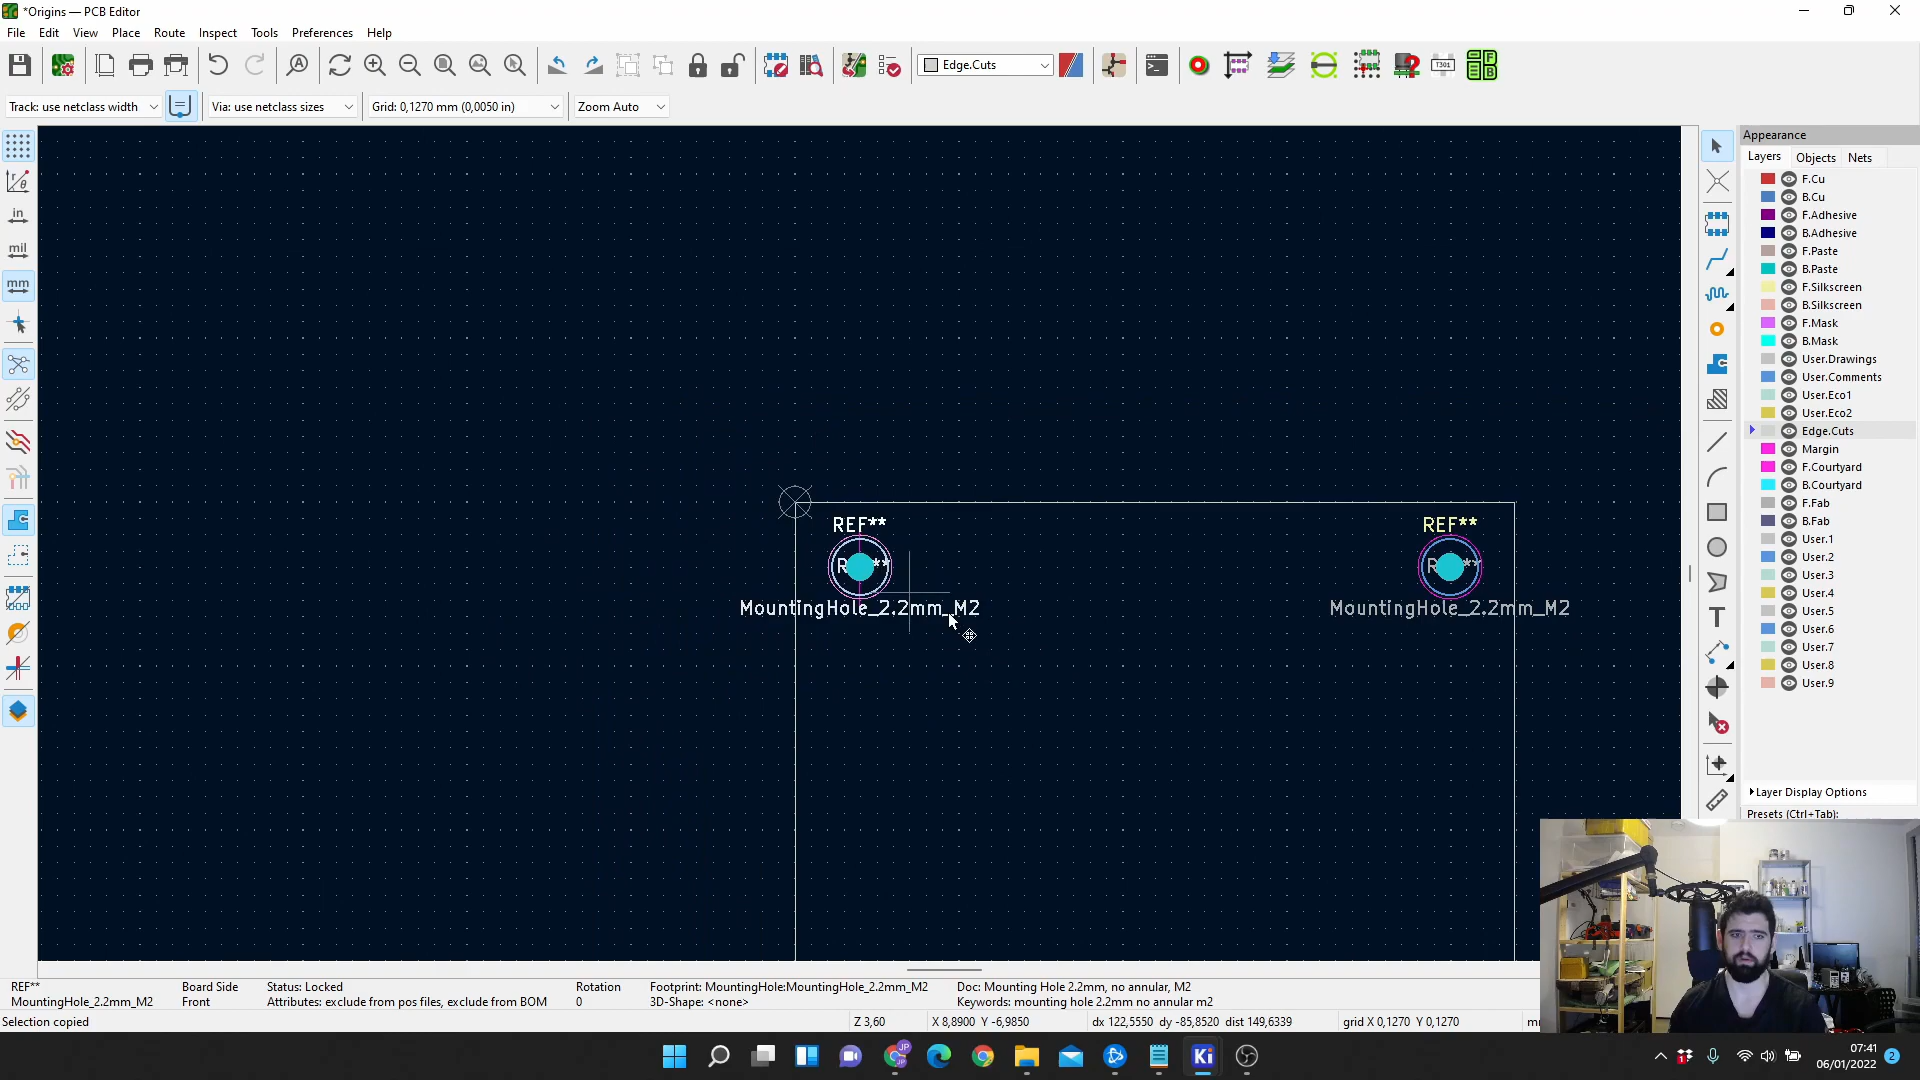 *Origins — PCB Editor
File Edit View Place Route Inspect Tools Preferences Help
Edge.Cuts
T301
F
B
Track: use netclass width
Via: use netclass sizes
Grid: 0,1270 mm (0,0050 in)
Zoom Auto
in
mil
mm
REF**
MountingHole_2.2mm_M2
REF**
MountingHole_2.2mm_M2
Appearance
Layers Objects Nets
F.Cu
B.Cu
F.Adhesive
B.Adhesive
F.Paste
B.Paste
F.Silkscreen
B.Silkscreen
F.Mask
B.Mask
User.Drawings
User.Comments
User.Eco1
User.Eco2
Edge.Cuts
Margin
F.Courtyard
B.Courtyard
F.Fab
B.Fab
User.1
User.2
User.3
User.4
User.5
User.6
User.7
User.8
User.9
Layer Display Options
Presets (Ctrl+Tab):
REF**
MountingHole_2.2mm_M2
Board Side
Front
Status: Locked
Attributes: exclude from pos files, exclude from BOM
Rotation
0
Footprint: MountingHole:MountingHole_2.2mm_M2
3D-Shape: <none>
Doc: Mounting Hole 2.2mm, no annular, M2
Keywords: mounting hole 2.2mm no annular m2
Selection copied
Z 3,60
X 8,8900 Y -6,9850
dx 122,5550 dy -85,8520 dist 149,6339
grid X 0,1270 Y 0,1270
JP
Ki
07:41
06/01/2022
2